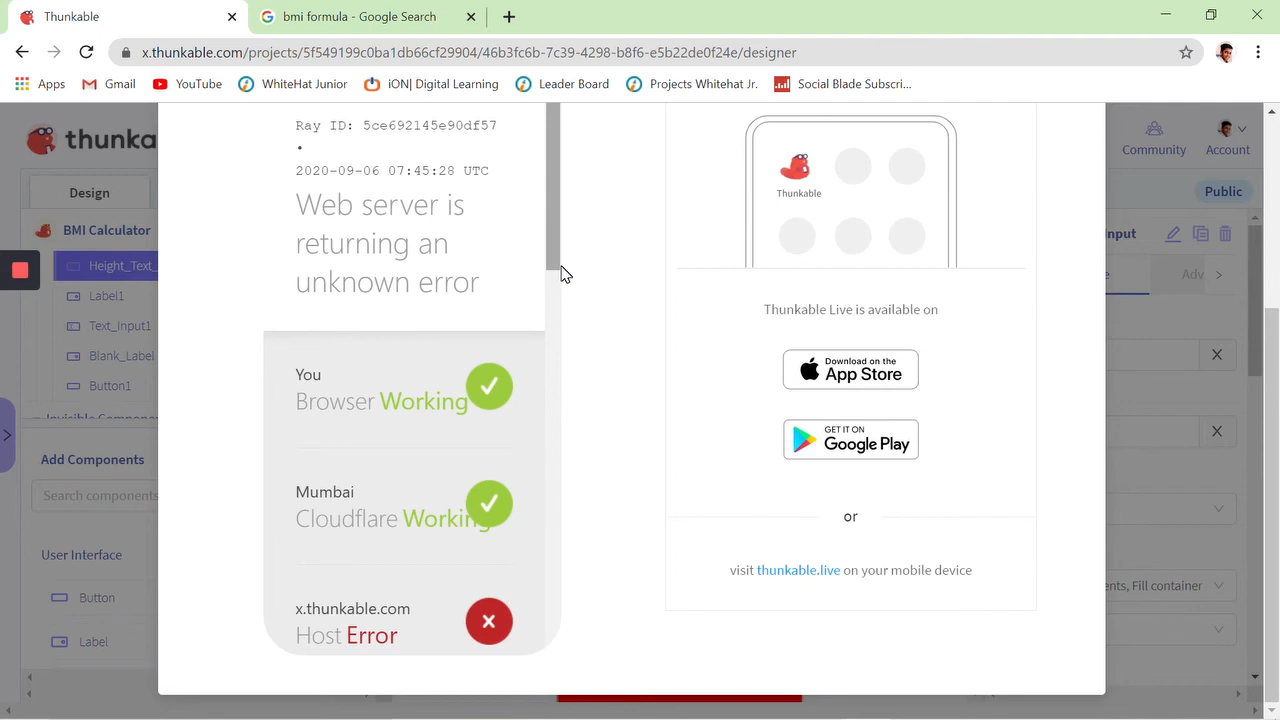 Thunkable
bmi formula - Google Search
x.thunkable.com/projects/5f549199c0ba1db66cf29904/46b3fc6b-7c39-4298-b8f6-e5b22de0f24e/designer
Apps
Gmail
YouTube
WhiteHat Junior
iON| Digital Learning
Leader Board
Projects Whitehat Jr.
Social Blade Subscri...
thunka
Community
Account
Design
Public
BMI Calculator
Height_Text_
Label1
Text_Input1
Blank_Label
Button1
Add Components
Search components
User Interface
Button
Label
Ray ID: 5ce692145e90df57
•
2020-09-06 07:45:28 UTC
Web server is
returning an
unknown error
You
Browser Working
Mumbai
Cloudflare Working
x.thunkable.com
Host Error
Thunkable
Thunkable Live is available on
Download on the
App Store
GET IT ON
Google Play
or
visit thunkable.live on your mobile device
Input
Adv
ents, Fill container